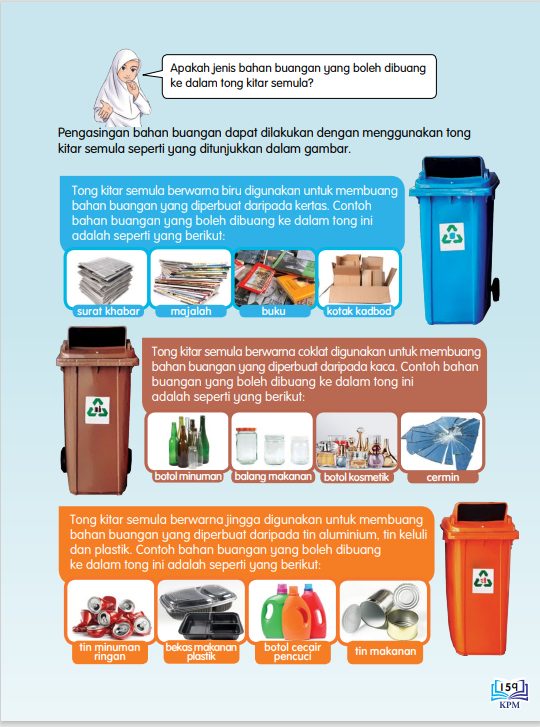 Apakah jenis bahan buangan yang boleh dibuang
ke dalam tong kitar semula?
Pengasingan bahan buangan dapat dilakukan dengan menggunakan tong
kitar semula seperti yang ditunjukkan dalam gambar.
Tong kitar semula berwarna biru digunakan untuk membuang
bahan buangan yang diperbuat daripada kertas. Contoh
bahan buangan yang boleh dibuang ke dalam tong ini
adalah seperti yang berikut:
surat khabar
majalah
buku
kotak kadbod
Tong kitar semula berwarna coklat digunakan untuk membuang
bahan buangan yang diperbuat daripada kaca. Contoh bahan
buangan yang boleh dibuang ke dalam tong ini
adalah seperti yang berikut:
botol minuman
balang makanan
botol kosmetik
cermin
Tong kitar semula berwarna jingga digunakan untuk membuang
bahan buangan yang diperbuat daripada tin aluminium, tin keluli
dan plastik. Contoh bahan buangan yang boleh dibuang
ke dalam tong ini adalah seperti yang berikut:
tin minuman
ringan
bekas makanan
plastik
botol cecair
pencuci
tin makanan
159
KPM